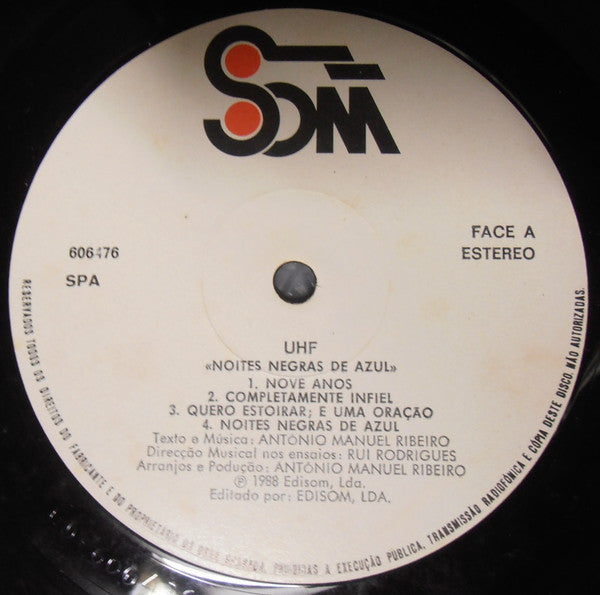 SOM
606476
SPA
FACE A
ESTEREO
UHF
«NOITES NEGRAS DE AZUL»
1. NOVE ANOS
2. COMPLETAMENTE INFIEL
3. QUERO ESTOIRAR; E UMA ORAÇÃO
4. NOITES NEGRAS DE AZUL
Texto e Música: ANTÓNIO MANUEL RIBEIRO
Direcção Musical nos ensaios: RUI RODRIGUES
Arranjos e Podução: ANTÓNIO MANUEL RIBEIRO
℗ 1988 Edisom, Lda.
Editado por: EDISOM, LDA.
RESERVADOS TODOS OS DIREITOS DO FABRICANTE E DO PROPRIETARIO DA OBRA GRAVADA. PROIBIDAS A EXECUÇÃO PUBLICA, TRANSMISSÃO RADIOFÓNICA E CÓPIA DESTE DISCO, NÃO AUTORIZADAS.